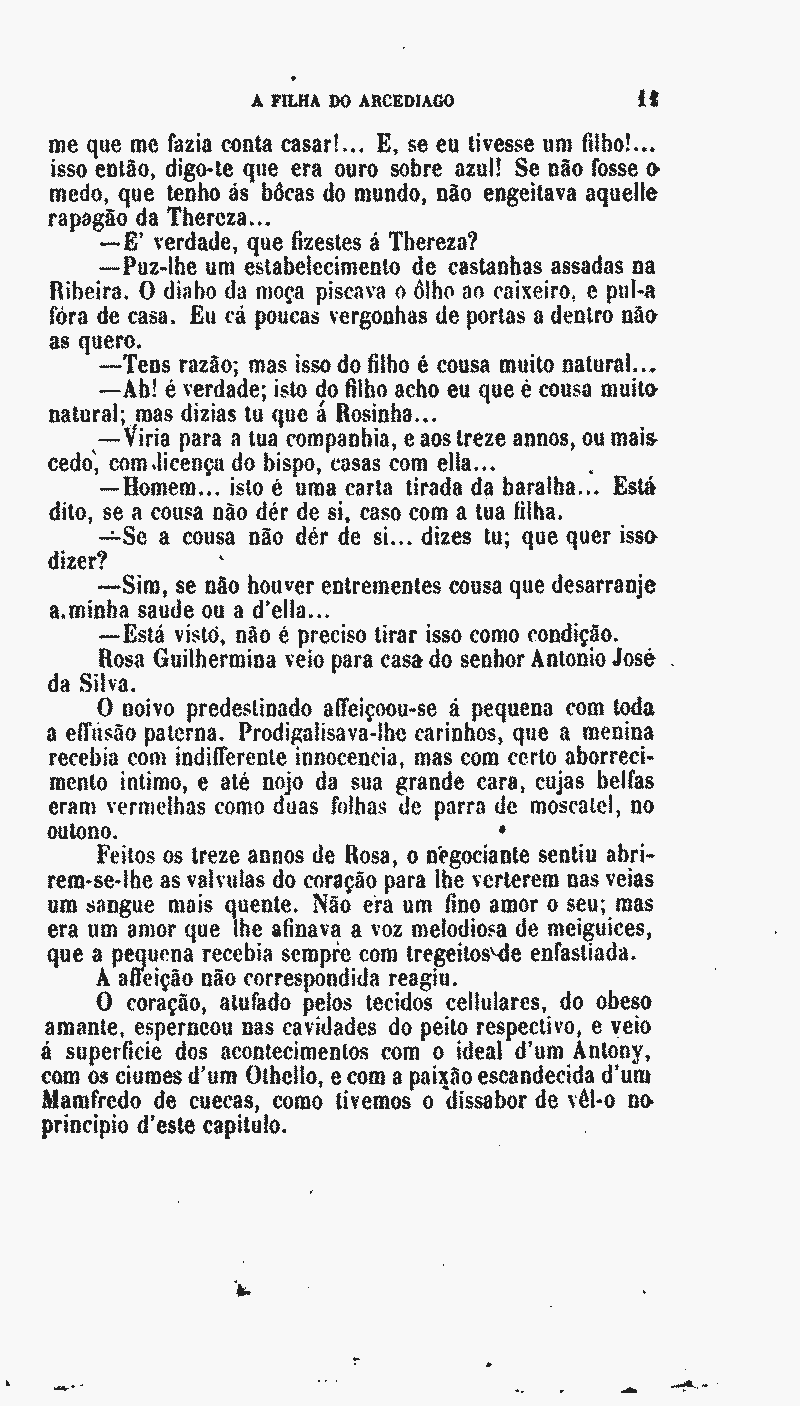 A FILHA DO ARCEDIAGO 11
me que me fazia conta casar!... E, se eu tivesse um filho!...
isso então, digo-te que era ouro sobre azul! Se não fosse o
medo, que tenho ás bôcas do mundo, não engeitava aquelle
rapagão da Thereza...
—E' verdade, que fizestes á Thereza?
—Puz-lhe um estabelecimento de castanhas assadas na
Ribeira. O diabo da moça piscava o ôlho ao caixeiro, e pul-a
fóra de casa. Eu cá poucas vergonhas de portas a dentro não
as quero.
—Tens razão; mas isso do filho é cousa muito natural...
—Ah! é verdade; isto do filho acho eu que é cousa muito
natural; mas dizias tu que á Rosinha...
—Viria para a tua companhia, e aos treze annos, ou mais
cedo, com licença do bispo, casas com ella...
—Homem... isto é uma carta tirada da baralha... Está
dito, se a cousa não dér de si, caso com a tua filha.
—Se a cousa não dér de si... dizes tu; que quer isso
dizer?
—Sim, se não houver entrementes cousa que desarranje
a minha saude ou a d'ella...
—Está visto, não é preciso tirar isso como condição.
Rosa Guilhermina veio para casa do senhor Antonio José
da Silva.
O noivo predestinado affeiçoou-se á pequena com toda
a effusão paterna. Prodigalisava-lhe carinhos, que a menina
recebia com indifferente innocencia, mas com certo aborreci-
mento intimo, e até nojo da sua grande cara, cujas belfas
eram vermelhas como duas folhas de parra de moscatel, no
outono.
Feitos os treze annos de Rosa, o negociante sentiu abri-
rem-se-lhe as valvulas do coração para lhe verterem nas veias
um sangue mais quente. Não era um fino amor o seu; mas
era um amor que lhe afinava a voz melodiosa de meiguices,
que a pequena recebia sempre com tregeitos de enfastiada.
A affeição não correspondida reagiu.
O coração, atufado pelos tecidos cellulares, do obeso
amante, esperneou nas cavidades do peito respectivo, e veio
á superficie dos acontecimentos com o ideal d'um Antony,
com os ciumes d'um Othello, e com a paixão escandecida d'um
Mamfredo de cuecas, como tivemos o dissabor de vêl-o no
principio d'este capitulo.